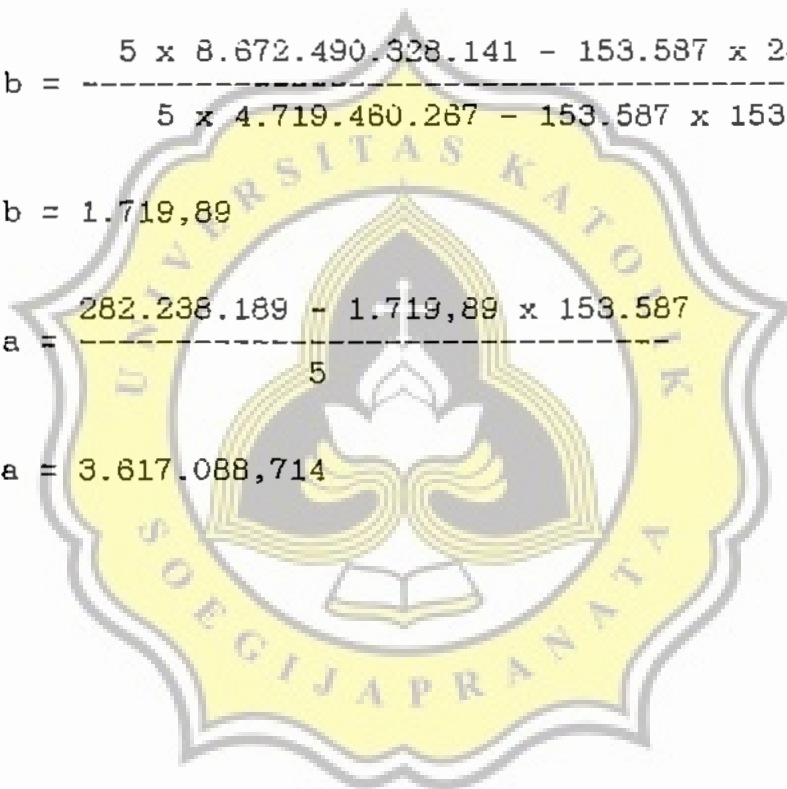 5 x 8.672.490.328.141 - 153.587 x 2
b = ------------------------------------------
5 x 4.719.460.267 - 153.587 x 153
b = 1.719,89
282.238.189 - 1.719,89 x 153.587
a = ----------------------------------
5
a = 3.617.088,714
UNIVERSITAS KATOLIK
SOEGIJAPRANATA